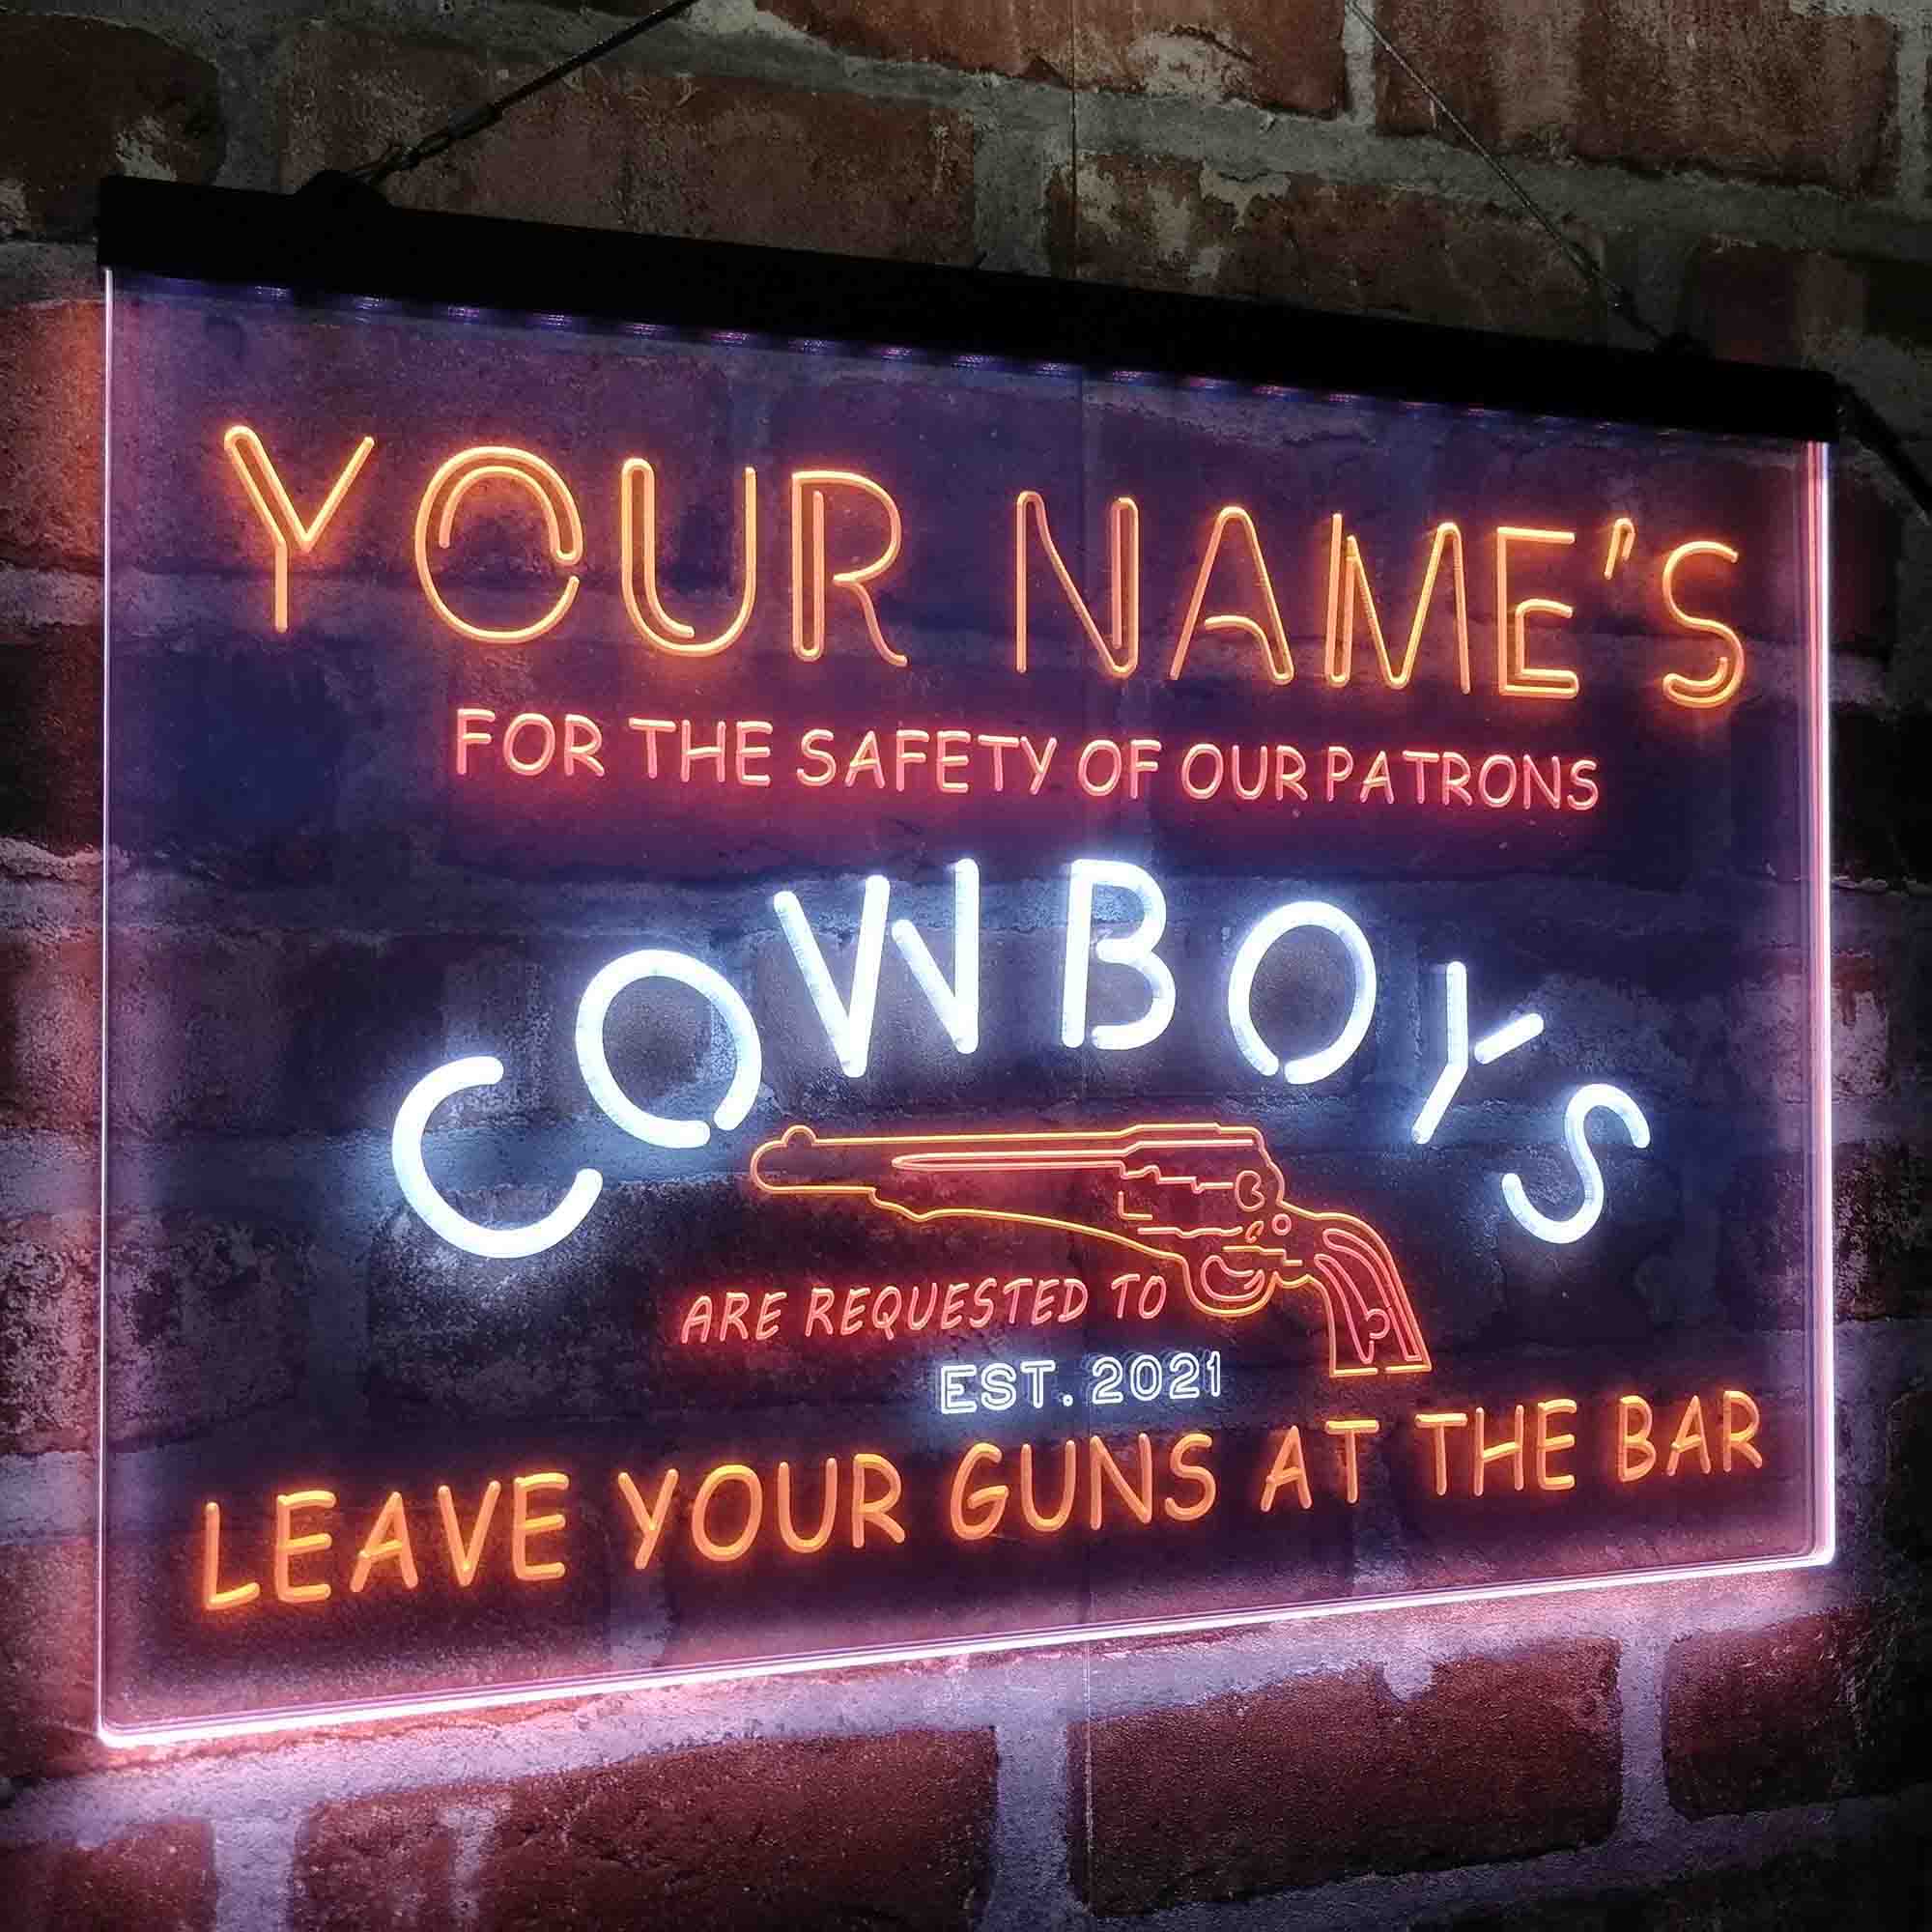 YOUR NAME'S
FOR THE SAFETY OF OUR PATRONS
COWBOYS
ARE REQUESTED TO
EST. 2021
LEAVE YOUR GUNS AT THE BAR